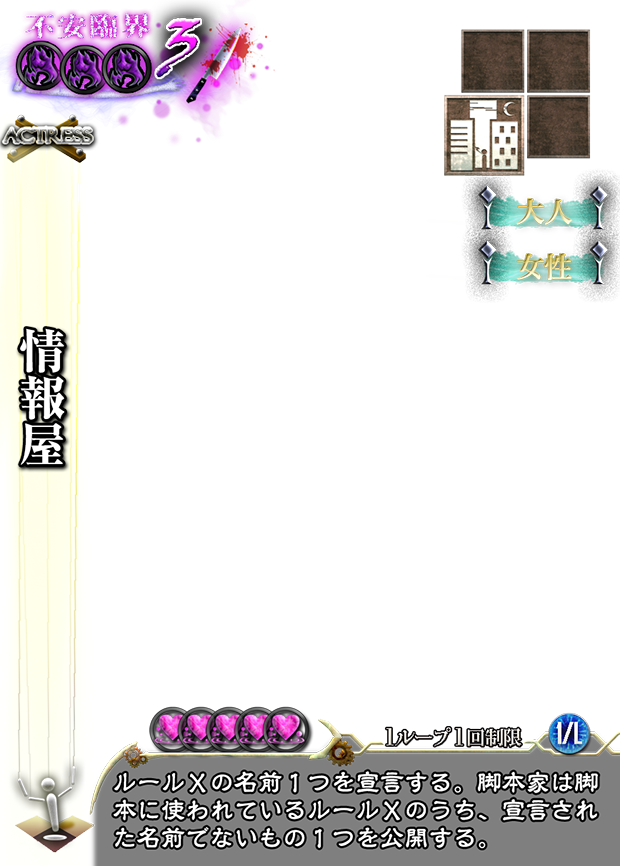 不安臨界
3
ACTRESS
大人
女性
情報屋
1ループ1回制限
1/L
ルールXの名前1つを宣言する。脚本家は脚
本に使われているルールXのうち、宣言され
た名前でないもの1つを公開する。